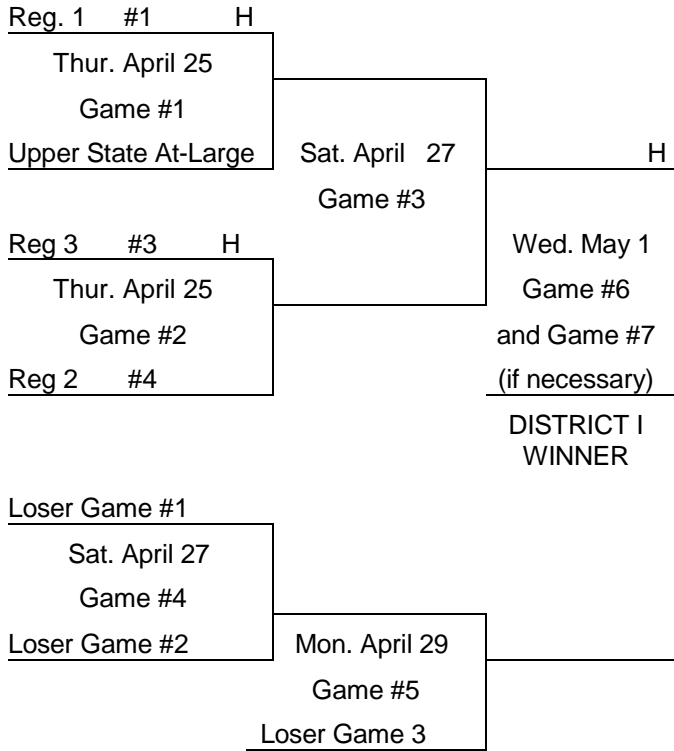 Reg. 1 #1 H
Thur. April 25
Game #1
Upper State At-Large
Sat. April 27
Game #3
H
Reg 3 #3 H
Thur. April 25
Game #2
Reg 2 #4
Wed. May 1
Game #6
and Game #7
(if necessary)
DISTRICT I
WINNER
Loser Game #1
Sat. April 27
Game #4
Loser Game #2
Mon. April 29
Game #5
Loser Game 3